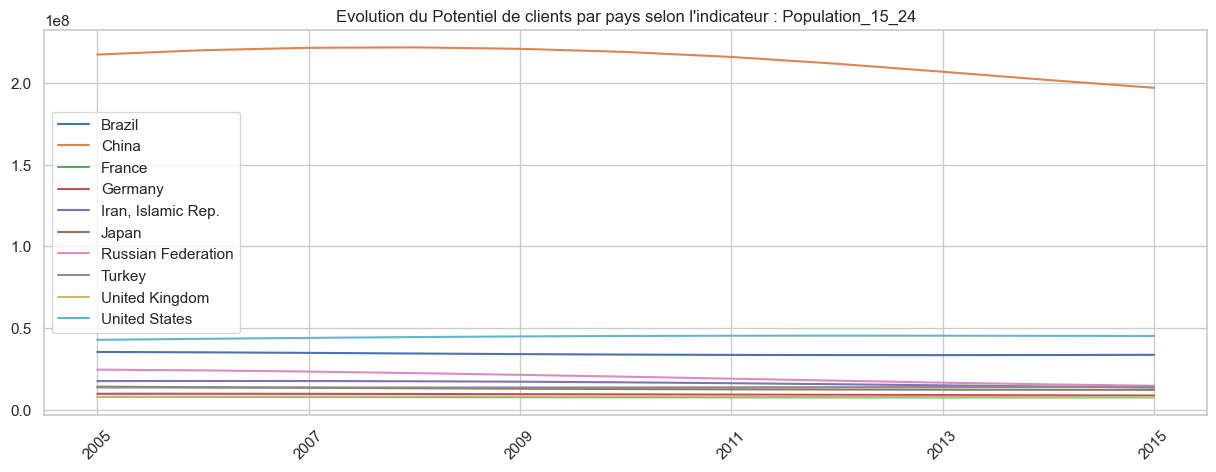 Evolution du Potentiel de clients par pays selon l'indicateur : Population_15_24
1e8
2.0
1.5
1.0
0.5
0.0
Brazil
China
France
Germany
Iran, Islamic Rep.
Japan
Russian Federation
Turkey
United Kingdom
United States
2005
2007
2009
2011
2013
2015